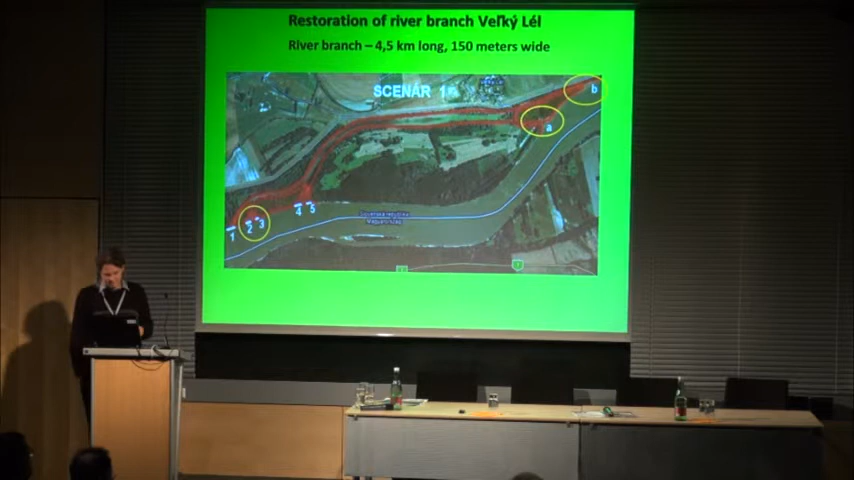 Restoration of river branch Veľký Lél
River branch – 4,5 km long, 150 meters wide
SCENÁR 1
b
a
4 5
2 3
1